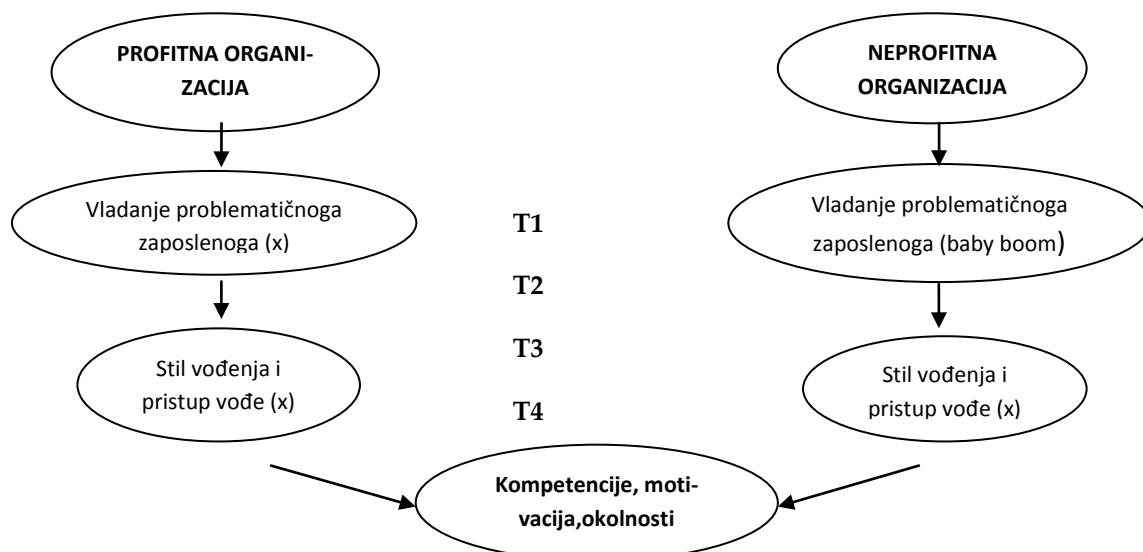 PROFITNA ORGANI-
ZACIJA
NEPROFITNA
ORGANIZACIJA
Vladanje problematičnoga
zaposlenoga (x)
T1
Vladanje problematičnoga
zaposlenoga (baby boom)
T2
T3
Stil vođenja i
pristup vođe (x)
Stil vođenja i
pristup vođe (x)
T4
Kompetencije, moti-
vacija,okolnosti